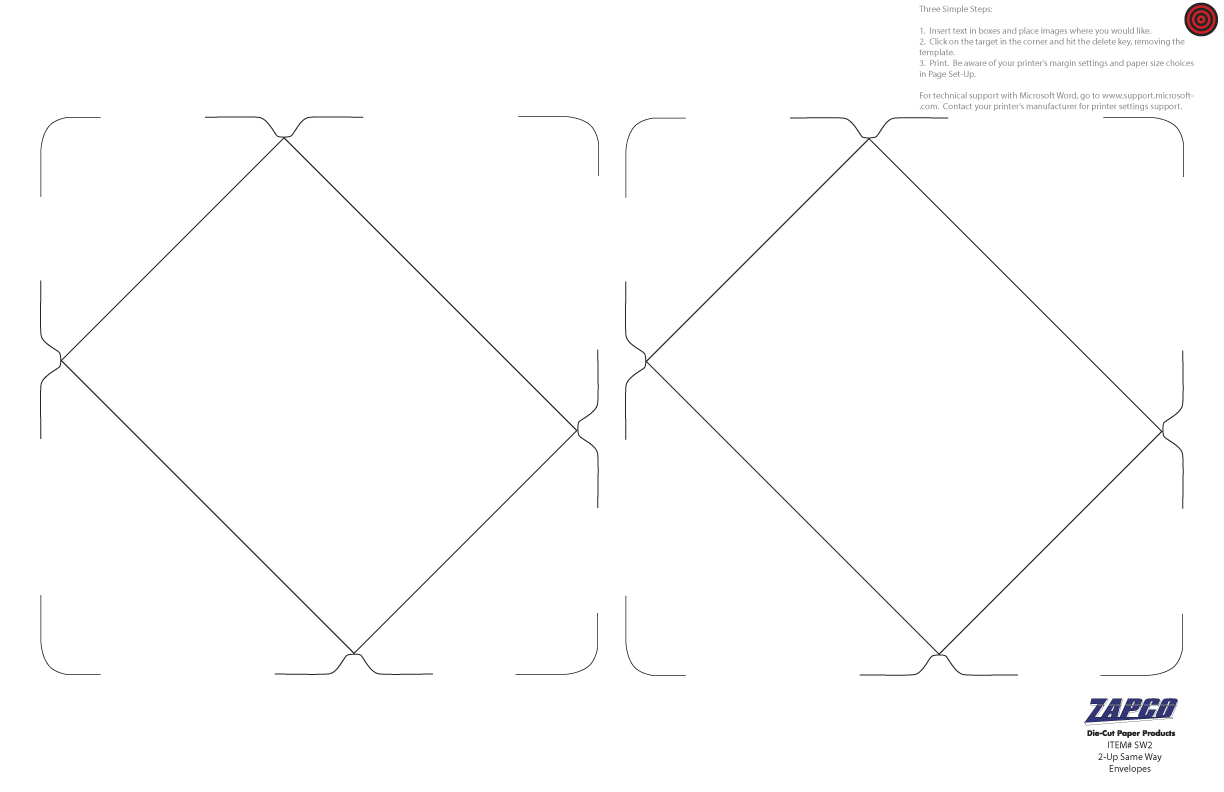 Three Simple Steps:
1.  Insert text in boxes and place images where you would like.
2.  Click on the target in the corner and hit the delete key, removing the
template.
3.  Print.  Be aware of your printer's margin settings and paper size choices
in Page Set-Up.
For technical support with Microsoft Word, go to www.support.microsoft-
.com.  Contact your printer's manufacturer for printer settings support.
ZAPCO
Die-Cut Paper Products
ITEM# SW2
2-Up Same Way
Envelopes